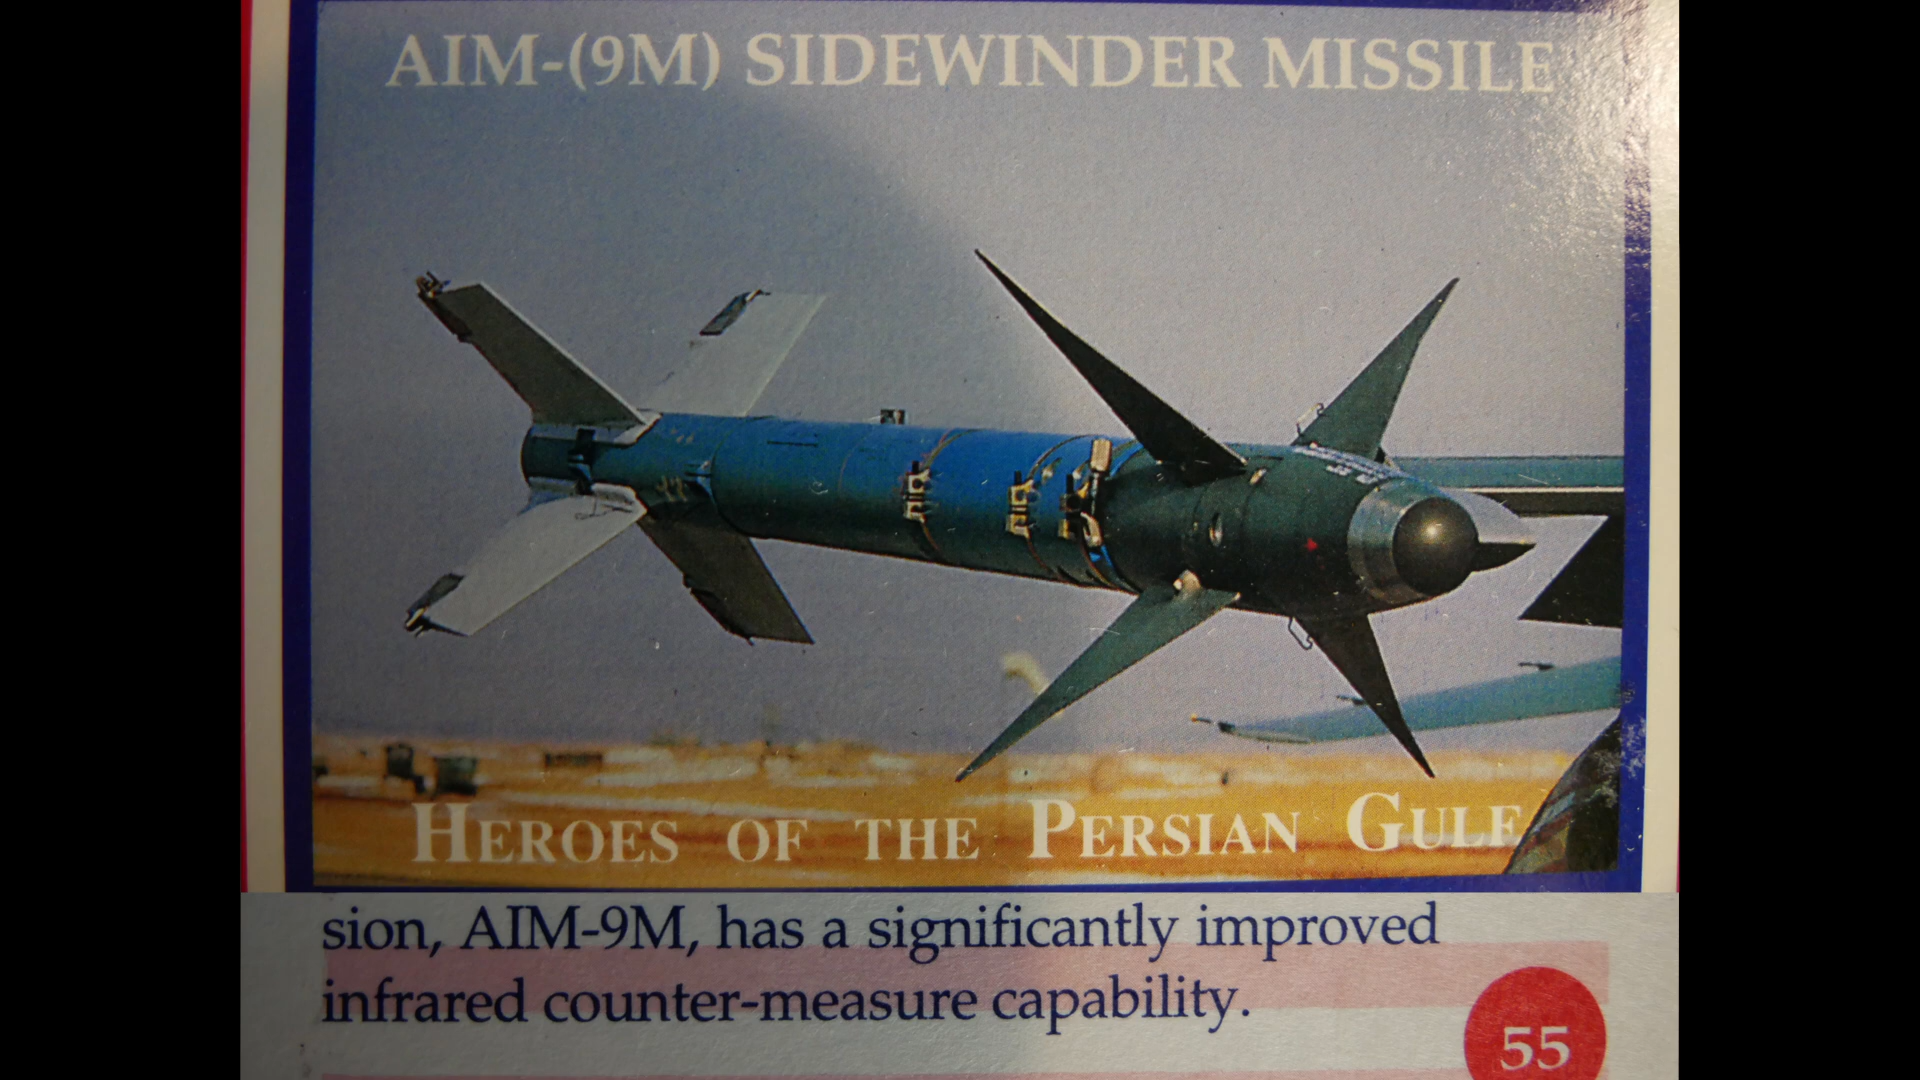 AIM-(9M) SIDEWINDER MISSILE
HEROES OF THE PERSIAN GULF
sion, AIM-9M, has a significantly improved
infrared counter-measure capability.
55